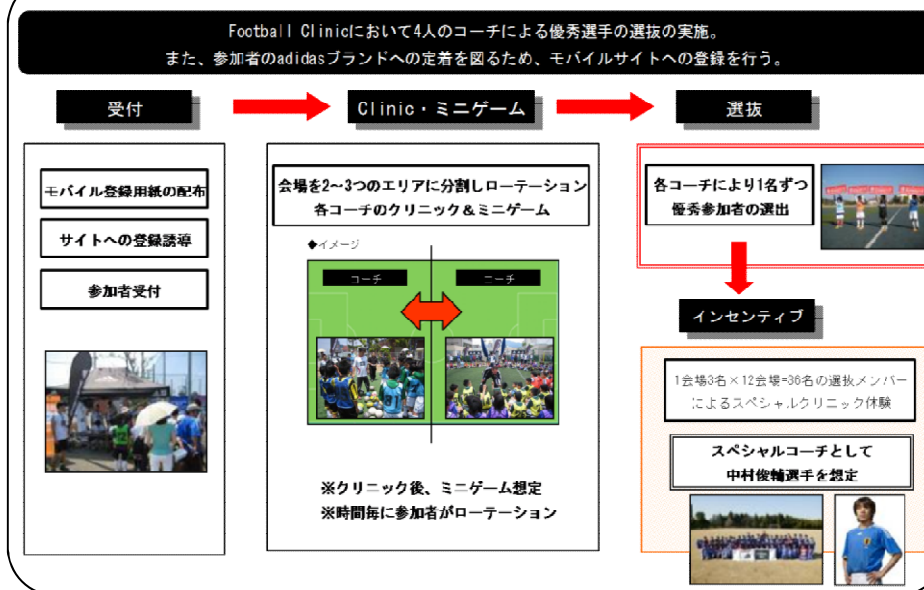 Football Clinicにおいて4人のコーチによる優秀選手の選抜の実施。
また、参加者のadidasブランドへの定着を図るため、モバイルサイトへの登録を行う。
受付
Clinic・ミニゲーム
選抜
モバイル登録用紙の配布
サイトへの登録誘導
参加者受付
会場を2～3つのエリアに分割しローテーション
各コーチのクリニック＆ミニゲーム
◆イメージ
コーチ
ニーチ
※クリニック後、ミニゲーム想定
※時間毎に参加者がローテーション
各コーチにより1名ずつ
優秀参加者の選出
インセンティブ
1会場3名×12会場=36名の選抜メンバー
によるスペシャルクリニック体験
スペシャルコーチとして
中村俊輔選手を想定